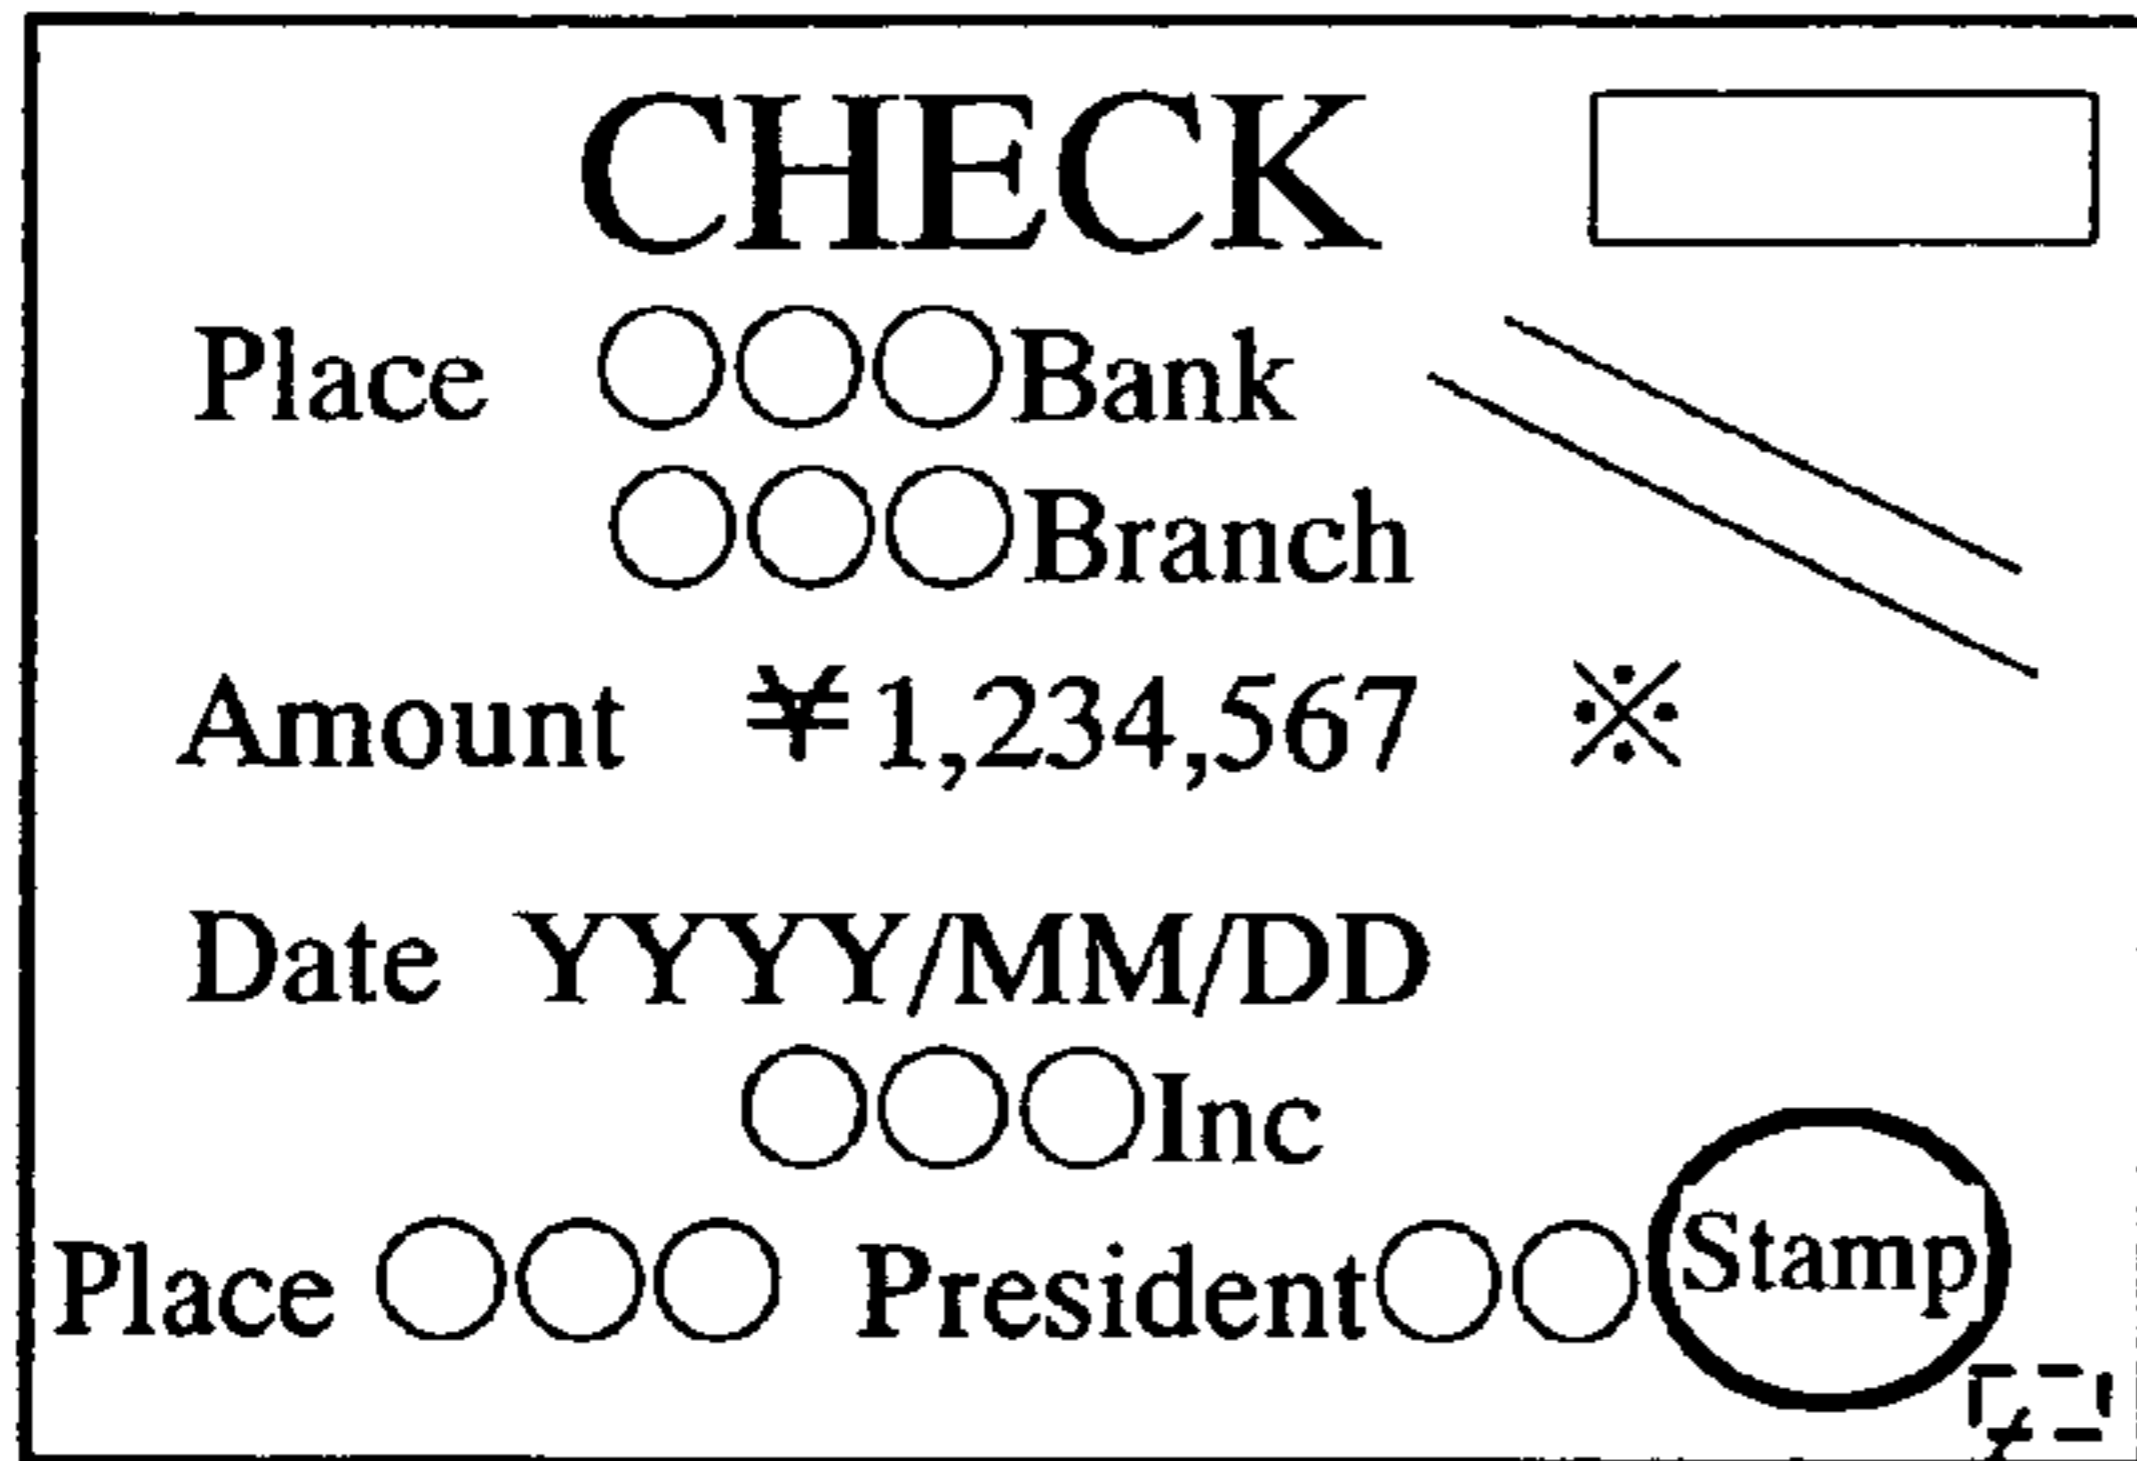 CHECK
Place ○○○Bank
○○○Branch
Amount ¥1,234,567 ※
Date YYYY/MM/DD
○○○Inc
Place ○○○ President○○ Stamp